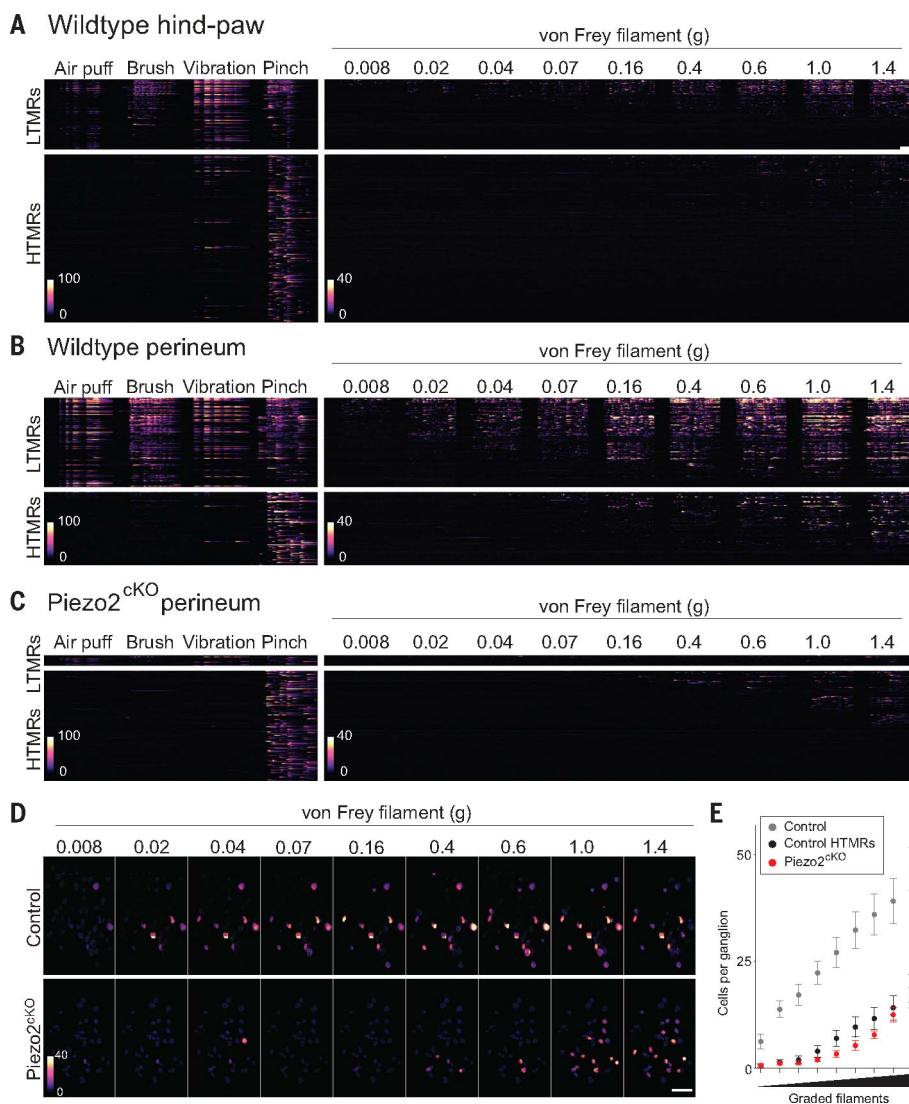 A Wildtype hind-paw
von Frey filament (g)
Air puff Brush Vibration Pinch 0.008 0.02 0.04 0.07 0.16 0.4 0.6 1.0 1.4
LTMRs
HTMRs
100
0
40
0
B Wildtype perineum
von Frey filament (g)
Air puff Brush Vibration Pinch 0.008 0.02 0.04 0.07 0.16 0.4 0.6 1.0 1.4
LTMRs
HTMRs
100
0
40
0
C Piezo2cKO perineum
von Frey filament (g)
Air puff Brush Vibration Pinch 0.008 0.02 0.04 0.07 0.16 0.4 0.6 1.0 1.4
LTMRs
HTMRs
100
0
40
0
D
von Frey filament (g)
0.008 0.02 0.04 0.07 0.16 0.4 0.6 1.0 1.4
Control
Piezo2cKO
40
0
E
Control
Control HTMRs
Piezo2cKO
50
25
0
Cells per ganglion
Graded filaments